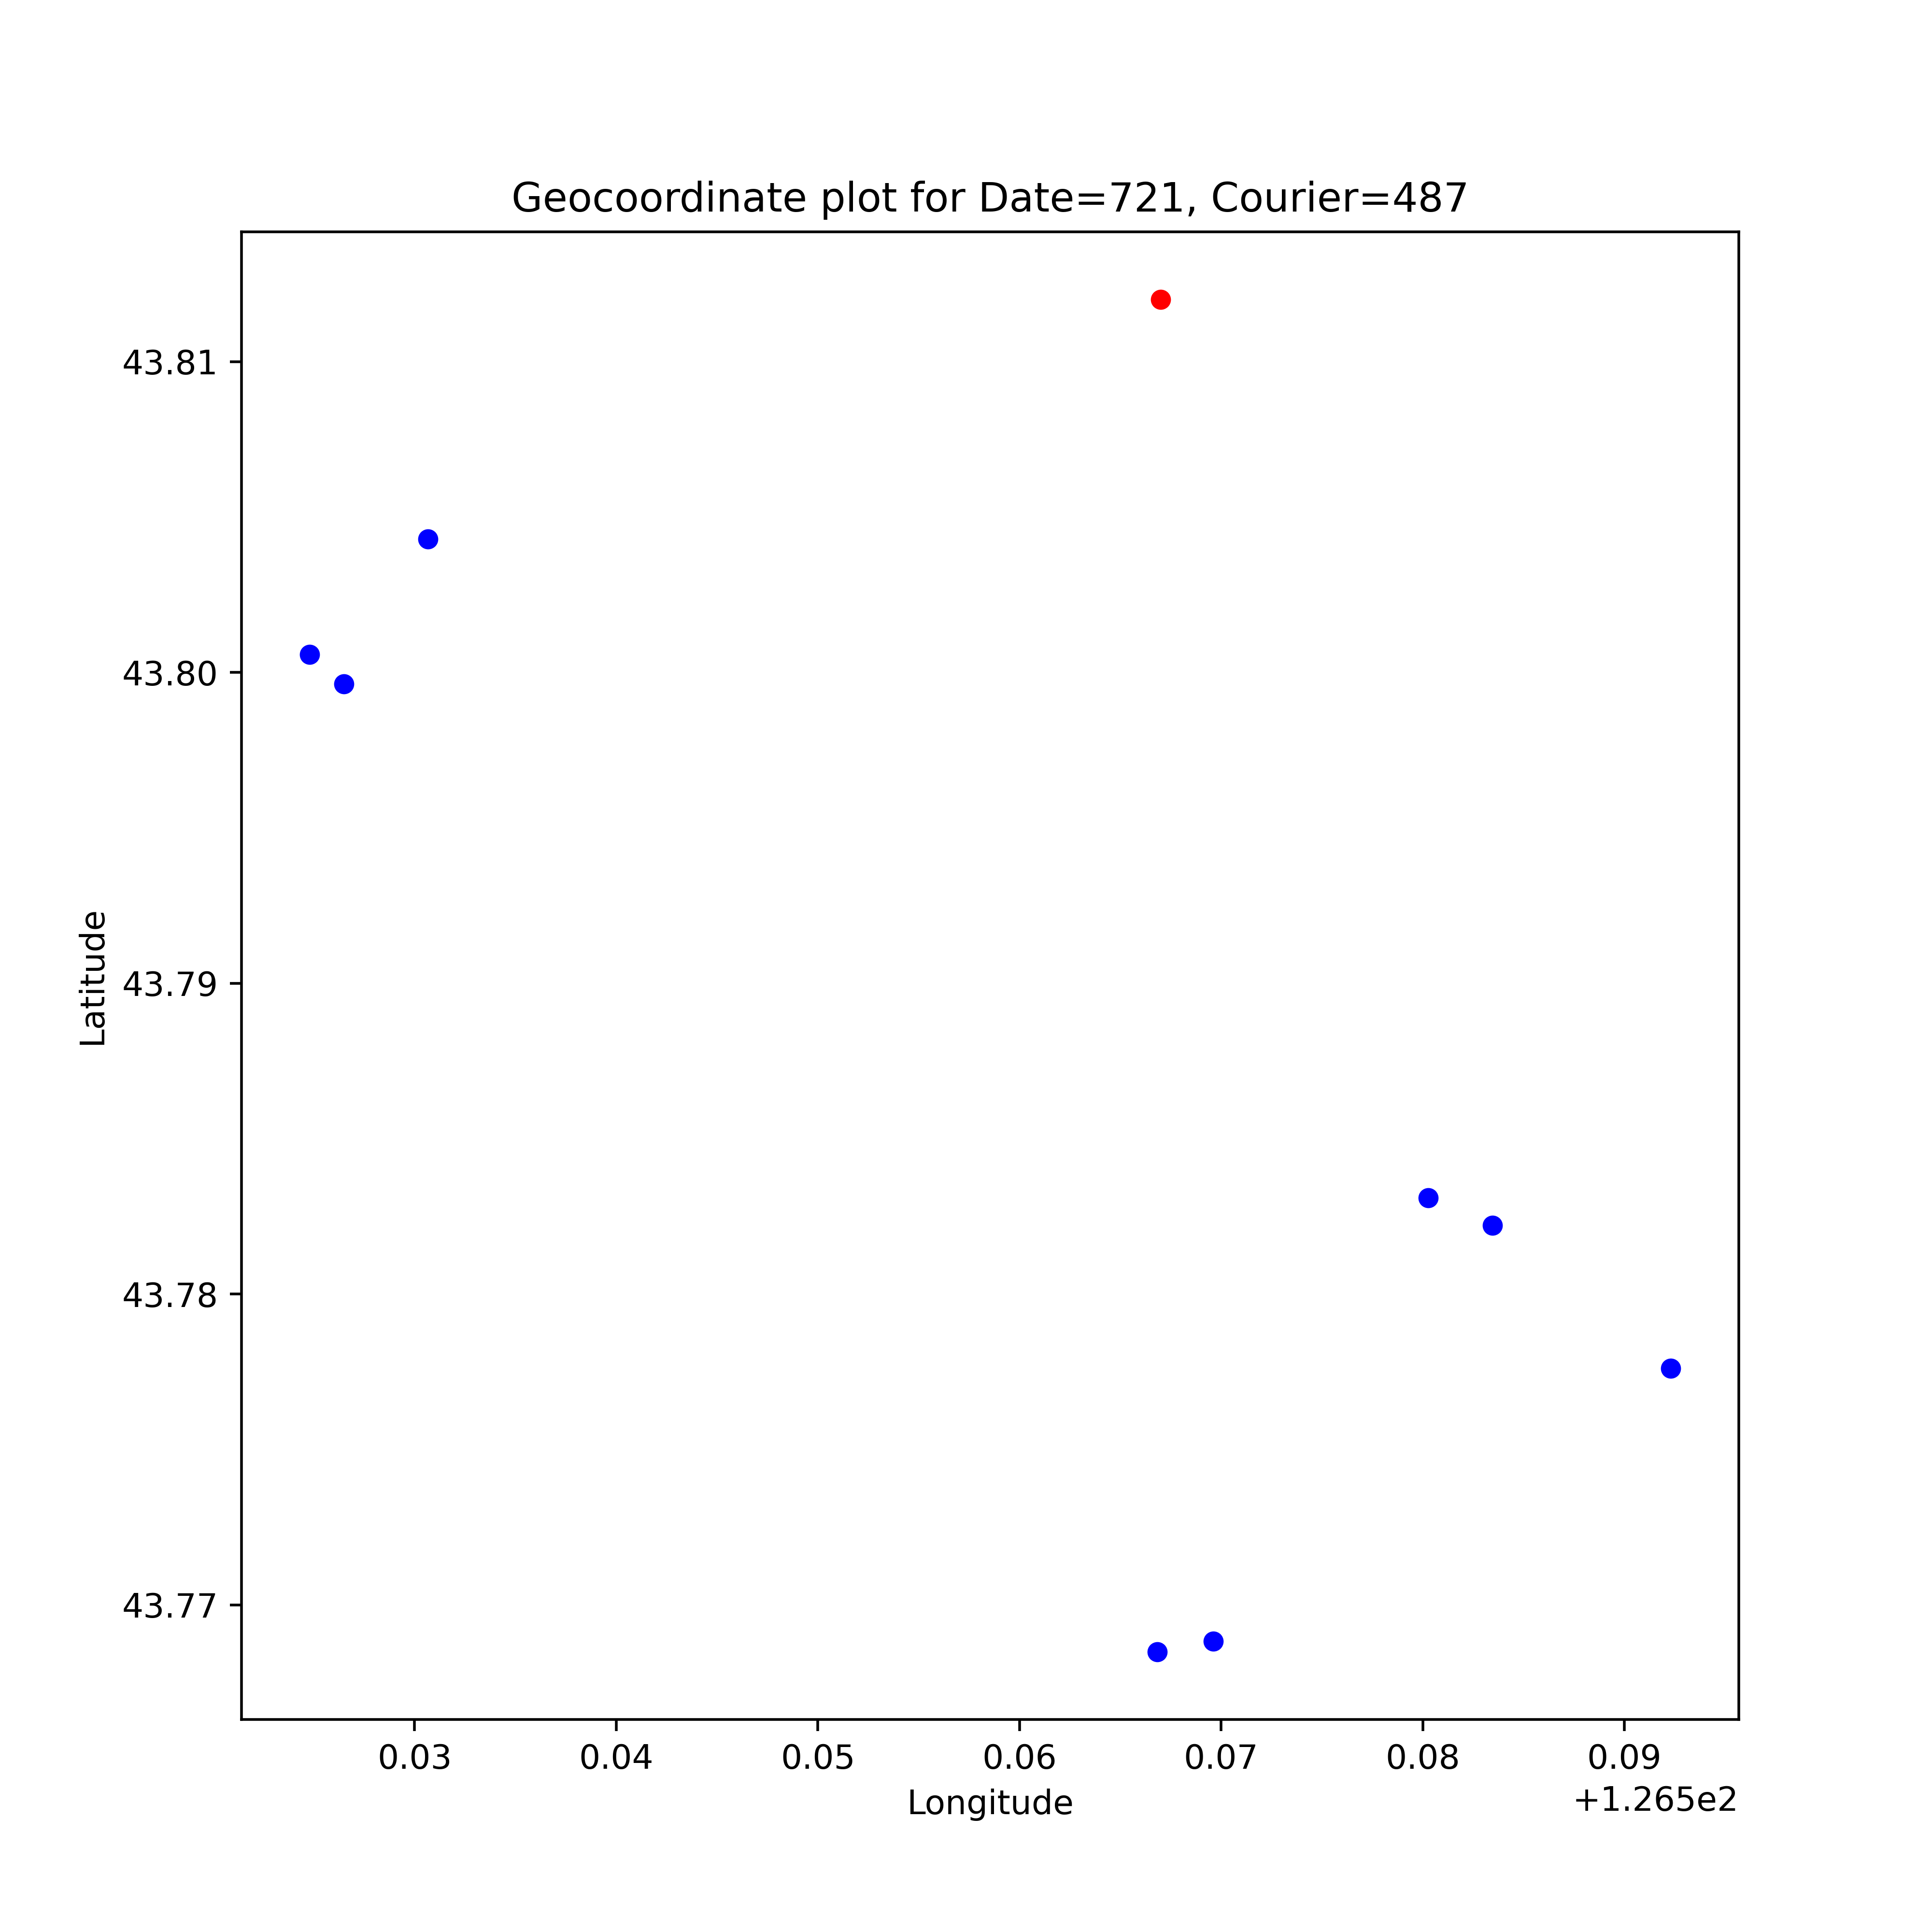 Geocoordinate plot for Date=721, Courier=487
43.81
43.80
43.79
43.78
43.77
Latitude
0.03 0.04 0.05 0.06 0.07 0.08 0.09
Longitude
+1.265e2